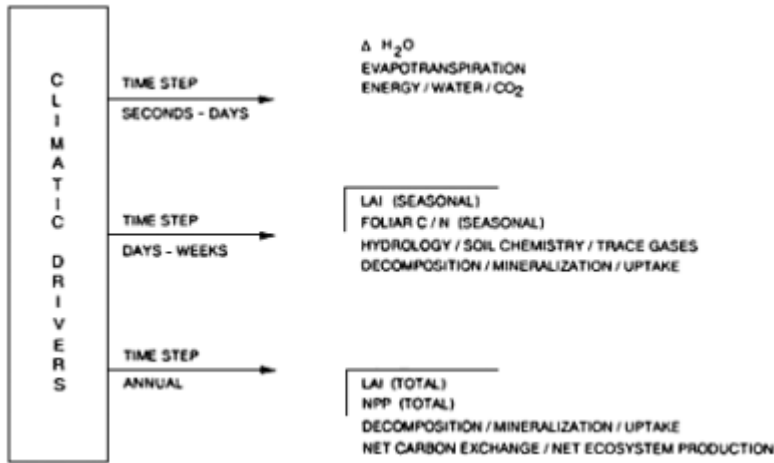 CLIMATIC DRIVERS
TIME STEP
SECONDS - DAYS
Δ H2O
EVAPOTRANSPIRATION
ENERGY / WATER / CO2
TIME STEP
DAYS - WEEKS
LAI (SEASONAL)
FOLIAR C / N (SEASONAL)
HYDROLOGY / SOIL CHEMISTRY / TRACE GASES
DECOMPOSITION / MINERALIZATION / UPTAKE
TIME STEP
ANNUAL
LAI (TOTAL)
NPP (TOTAL)
DECOMPOSITION / MINERALIZATION / UPTAKE
NET CARBON EXCHANGE / NET ECOSYSTEM PRODUCTION